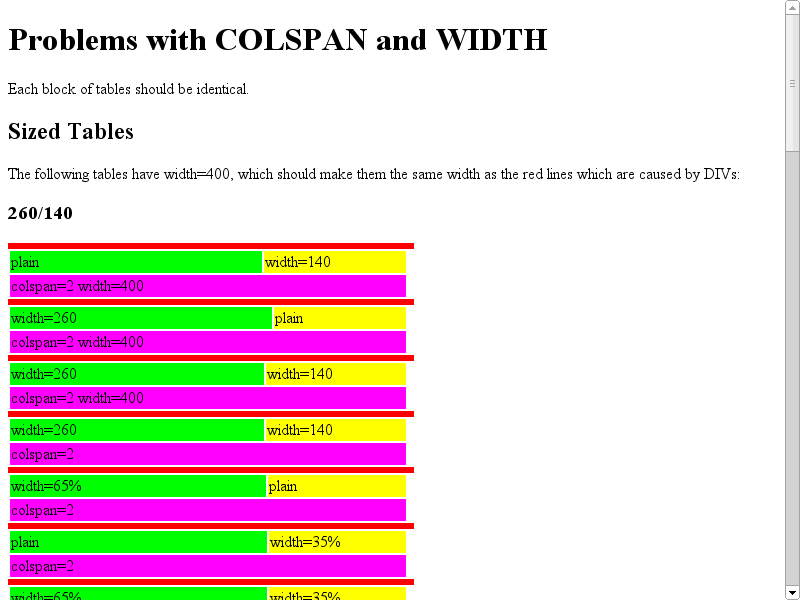 Problems with COLSPAN and WIDTH
Each block of tables should be identical.
Sized Tables
The following tables have width=400, which should make them the same width as the red lines which are caused by DIVs:
260/140
plain width=140
colspan=2 width=400
width=260 plain
colspan=2 width=400
width=260 width=140
colspan=2 width=400
width=260 width=140
colspan=2
width=65% plain
colspan=2
plain width=35%
colspan=2
width=65% width=35%